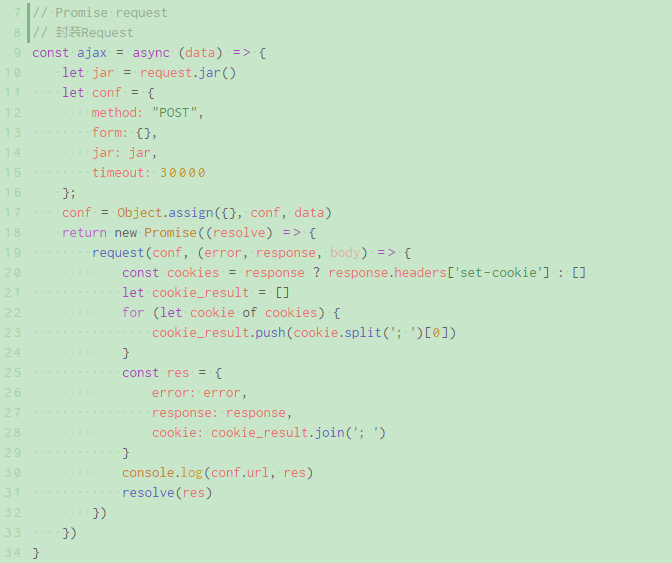 7 // Promise request
8 // 封装Request
9 const ajax = async (data) => {
10     let jar = request.jar()
11     let conf = {
12         method: "POST",
13         form: {},
14         jar: jar,
15         timeout: 30000
16     };
17     conf = Object.assign({}, conf, data)
18     return new Promise((resolve) => {
19         request(conf, (error, response, body) => {
20             const cookies = response ? response.headers['set-cookie'] : []
21             let cookie_result = []
22             for (let cookie of cookies) {
23                 cookie_result.push(cookie.split('; ')[0])
24             }
25             const res = {
26                 error: error,
27                 response: response,
28                 cookie: cookie_result.join('; ')
29             }
30             console.log(conf.url, res)
31             resolve(res)
32         })
33     })
34 }